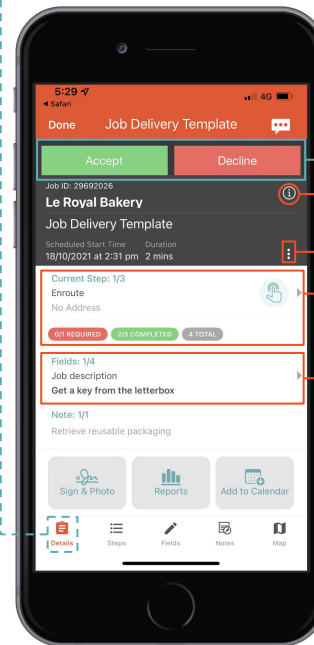 5:29
4G
Safari
Done Job Delivery Template
Accept Decline
Job ID: 29692026
Le Royal Bakery
Job Delivery Template
Scheduled Start Time Duration
18/10/2021 at 2:31 pm 2 mins
Current Step: 1/3
Enroute
No Address
0/1 REQUIRED 2/3 COMPLETED 4 TOTAL
Fields: 1/4
Job description
Get a key from the letterbox
Note: 1/1
Retrieve reusable packaging
Sign & Photo Reports Add to Calendar
Details Steps Fields Notes Map